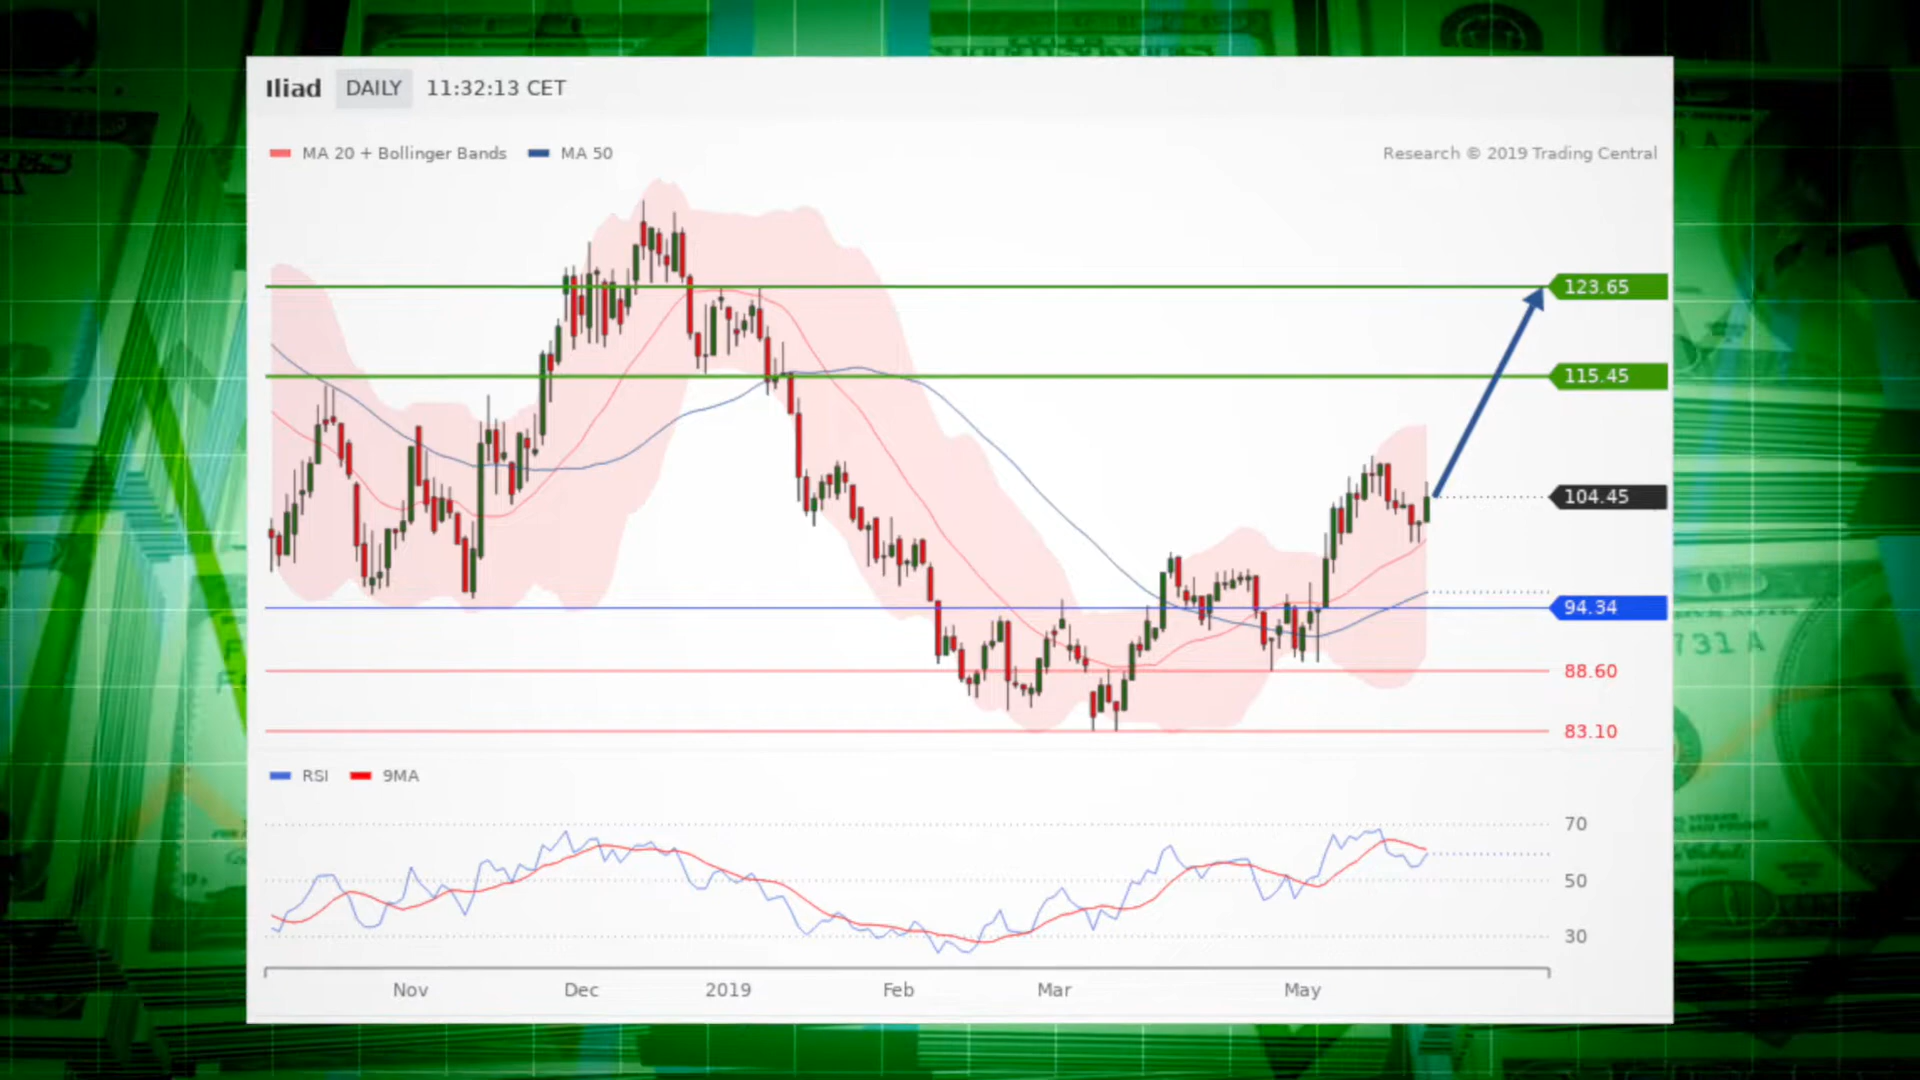 Iliad DAILY 11:32:13 CET
MA 20 + Bollinger Bands MA 50 Research © 2019 Trading Central
123.65
115.45
104.45
94.34
88.60
83.10
RSI 9MA
70
50
30
Nov Dec 2019 Feb Mar May
731 A